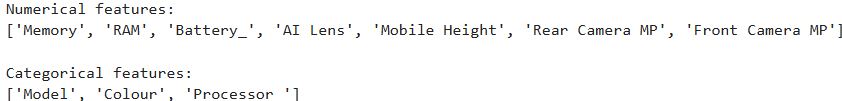 Numerical features:
['Memory', 'RAM', 'Battery_', 'AI Lens', 'Mobile Height', 'Rear Camera MP', 'Front Camera MP']
Categorical features:
['Model', 'Colour', 'Processor ']